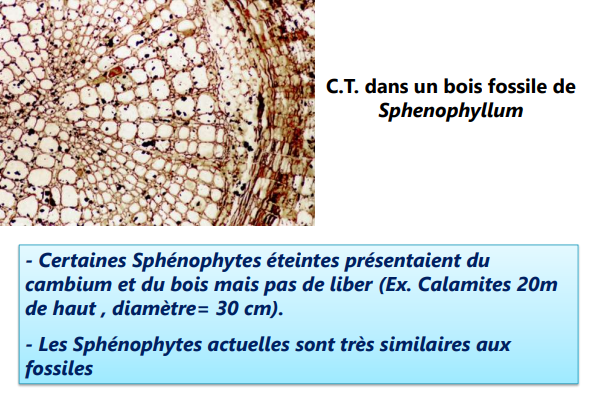 C.T. dans un bois fossile de
Sphenophyllum
- Certaines Sphénophytes éteintes présentaient du
cambium et du bois mais pas de liber (Ex. Calamites 20m
de haut , diamètre= 30 cm).
- Les Sphénophytes actuelles sont très similaires aux
fossiles